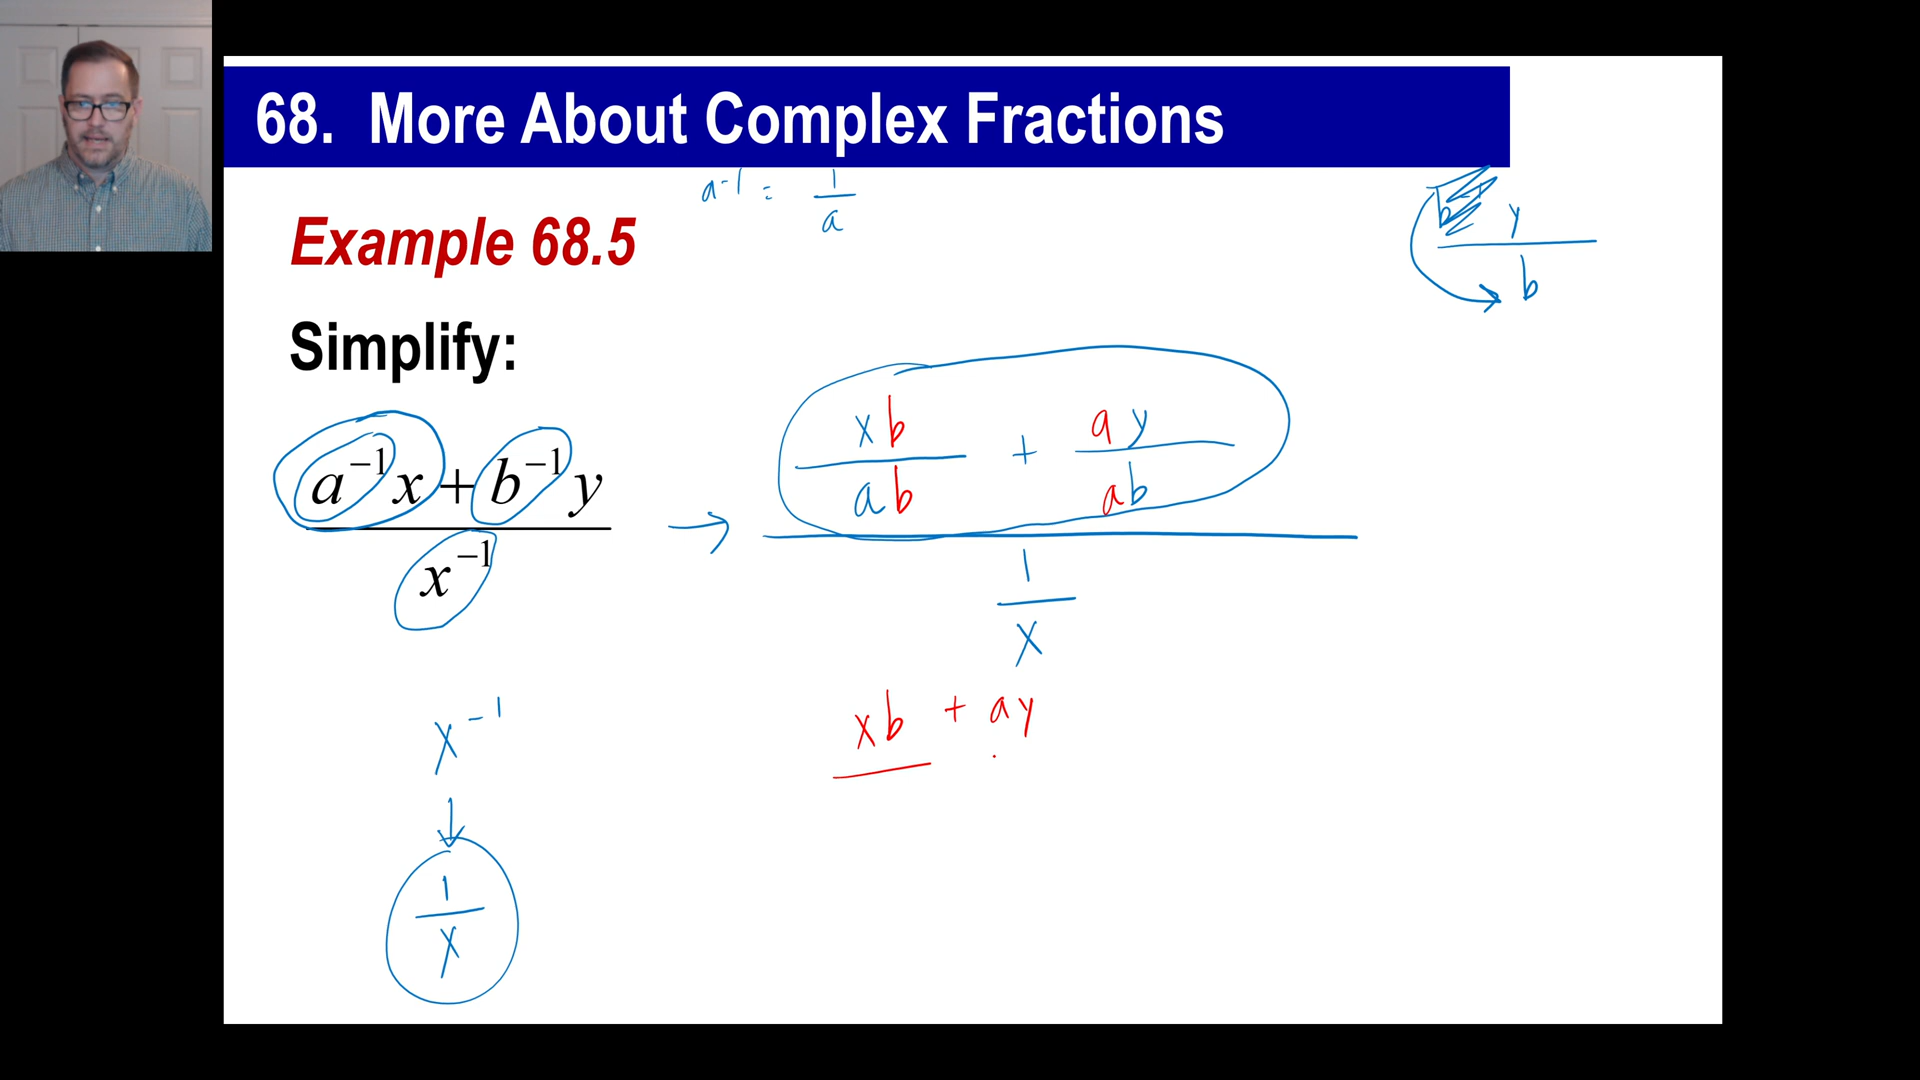 68. More About Complex Fractions
a-1 = 1/a
Example 68.5
y/b
Simplify:
(a⁻¹x + b⁻¹y)/x⁻¹ → (xb/ab + ay/ab)/(1/x)
xb + ay
x⁻¹
↓
1/x